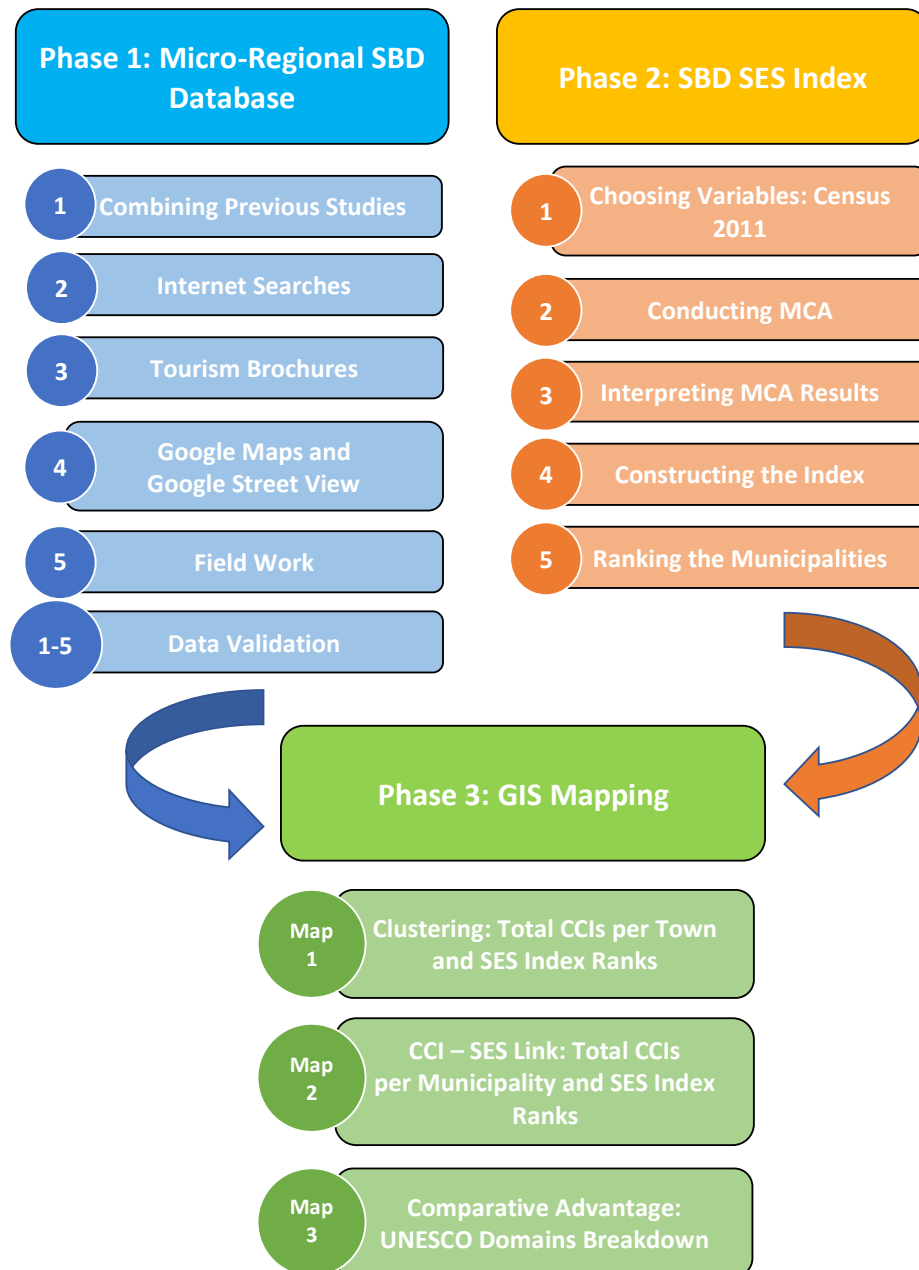 Phase 1: Micro-Regional SBD
Database
1
Combining Previous Studies
2
Internet Searches
3
Tourism Brochures
4
Google Maps and
Google Street View
5
Field Work
1-5
Data Validation
Phase 2: SBD SES Index
1
Choosing Variables: Census
2011
2
Conducting MCA
3
Interpreting MCA Results
4
Constructing the Index
5
Ranking the Municipalities
Phase 3: GIS Mapping
Map
1
Clustering: Total CCIs per Town
and SES Index Ranks
Map
2
CCI – SES Link: Total CCIs
per Municipality and SES Index
Ranks
Map
3
Comparative Advantage:
UNESCO Domains Breakdown